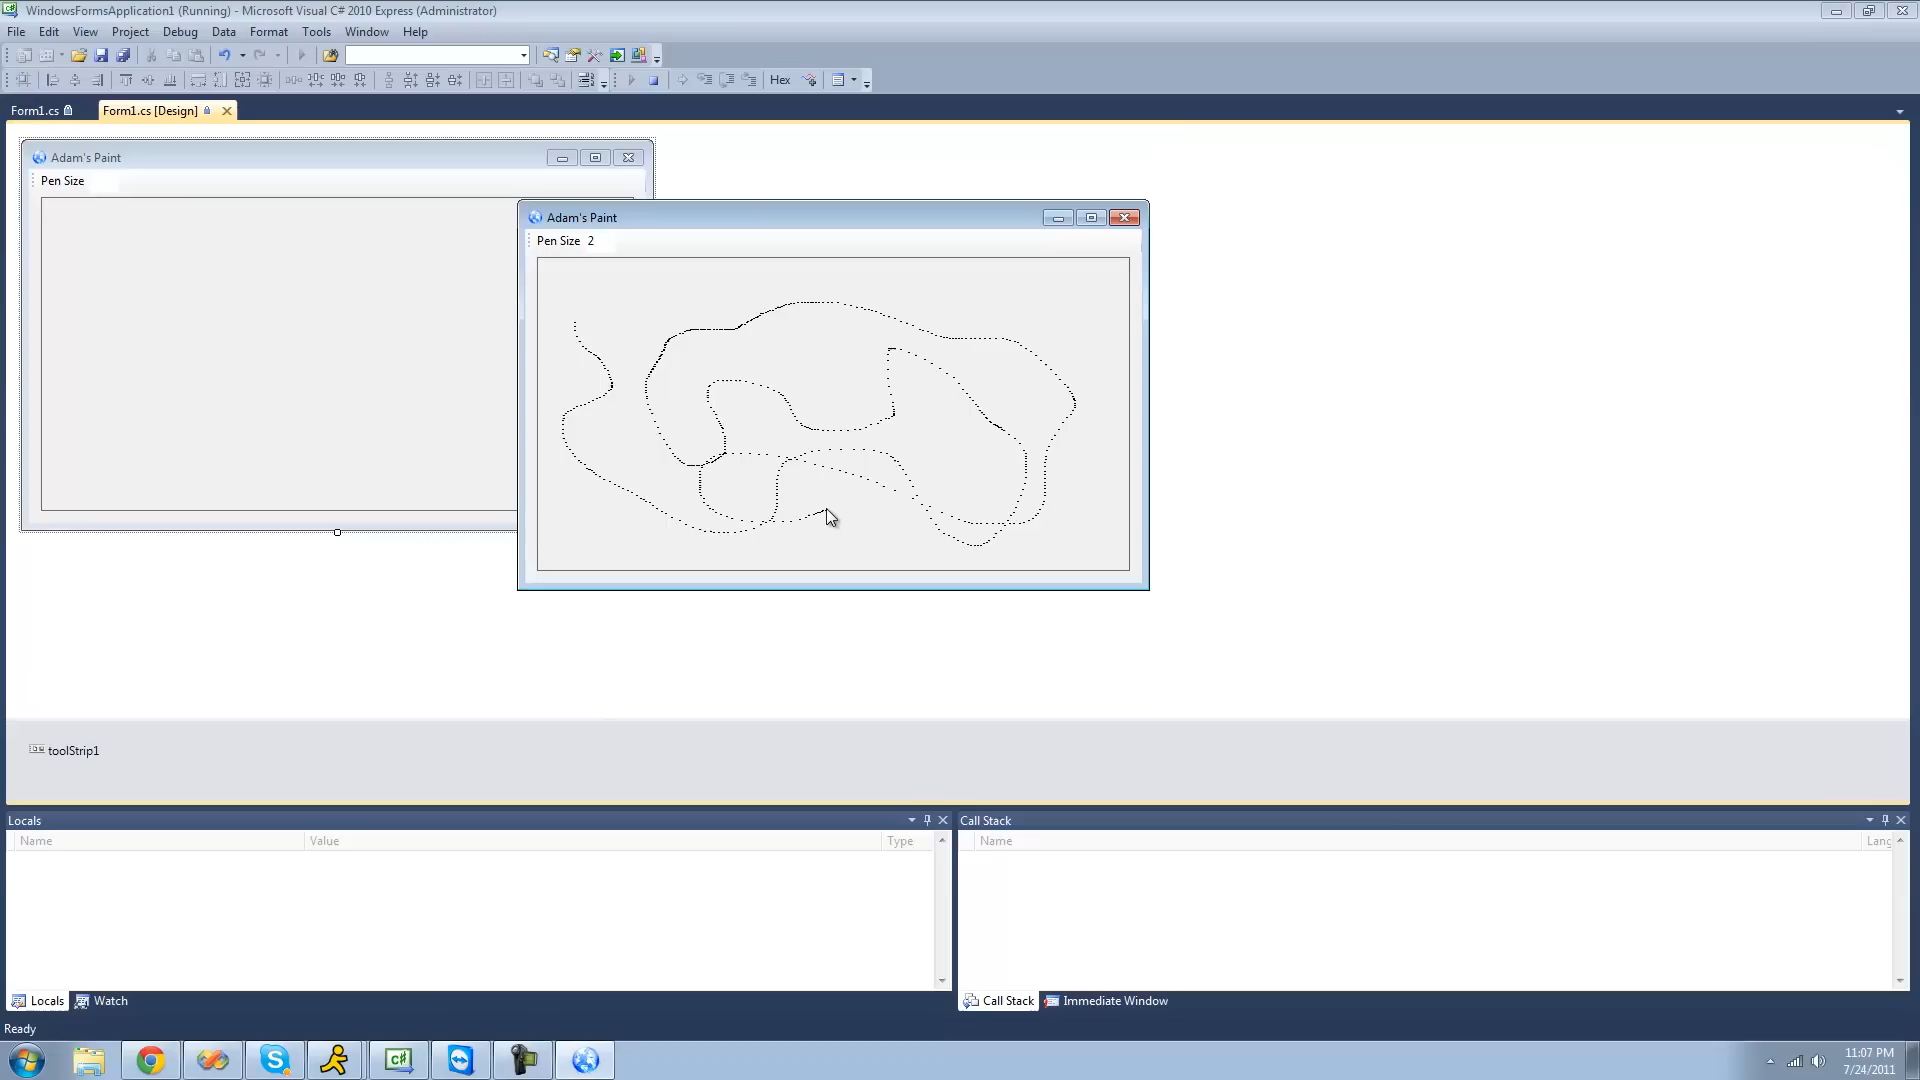 WindowsFormsApplication1 (Running) - Microsoft Visual C# 2010 Express (Administrator)
File Edit View Project Debug Data Format Tools Window Help
Hex
Form1.cs Form1.cs [Design]
Adam's Paint
Pen Size
Adam's Paint
Pen Size 2
toolStrip1
Locals
Name Value Type
Call Stack
Name Lang
Locals Watch
Call Stack Immediate Window
Ready
11:07 PM
7/24/2011